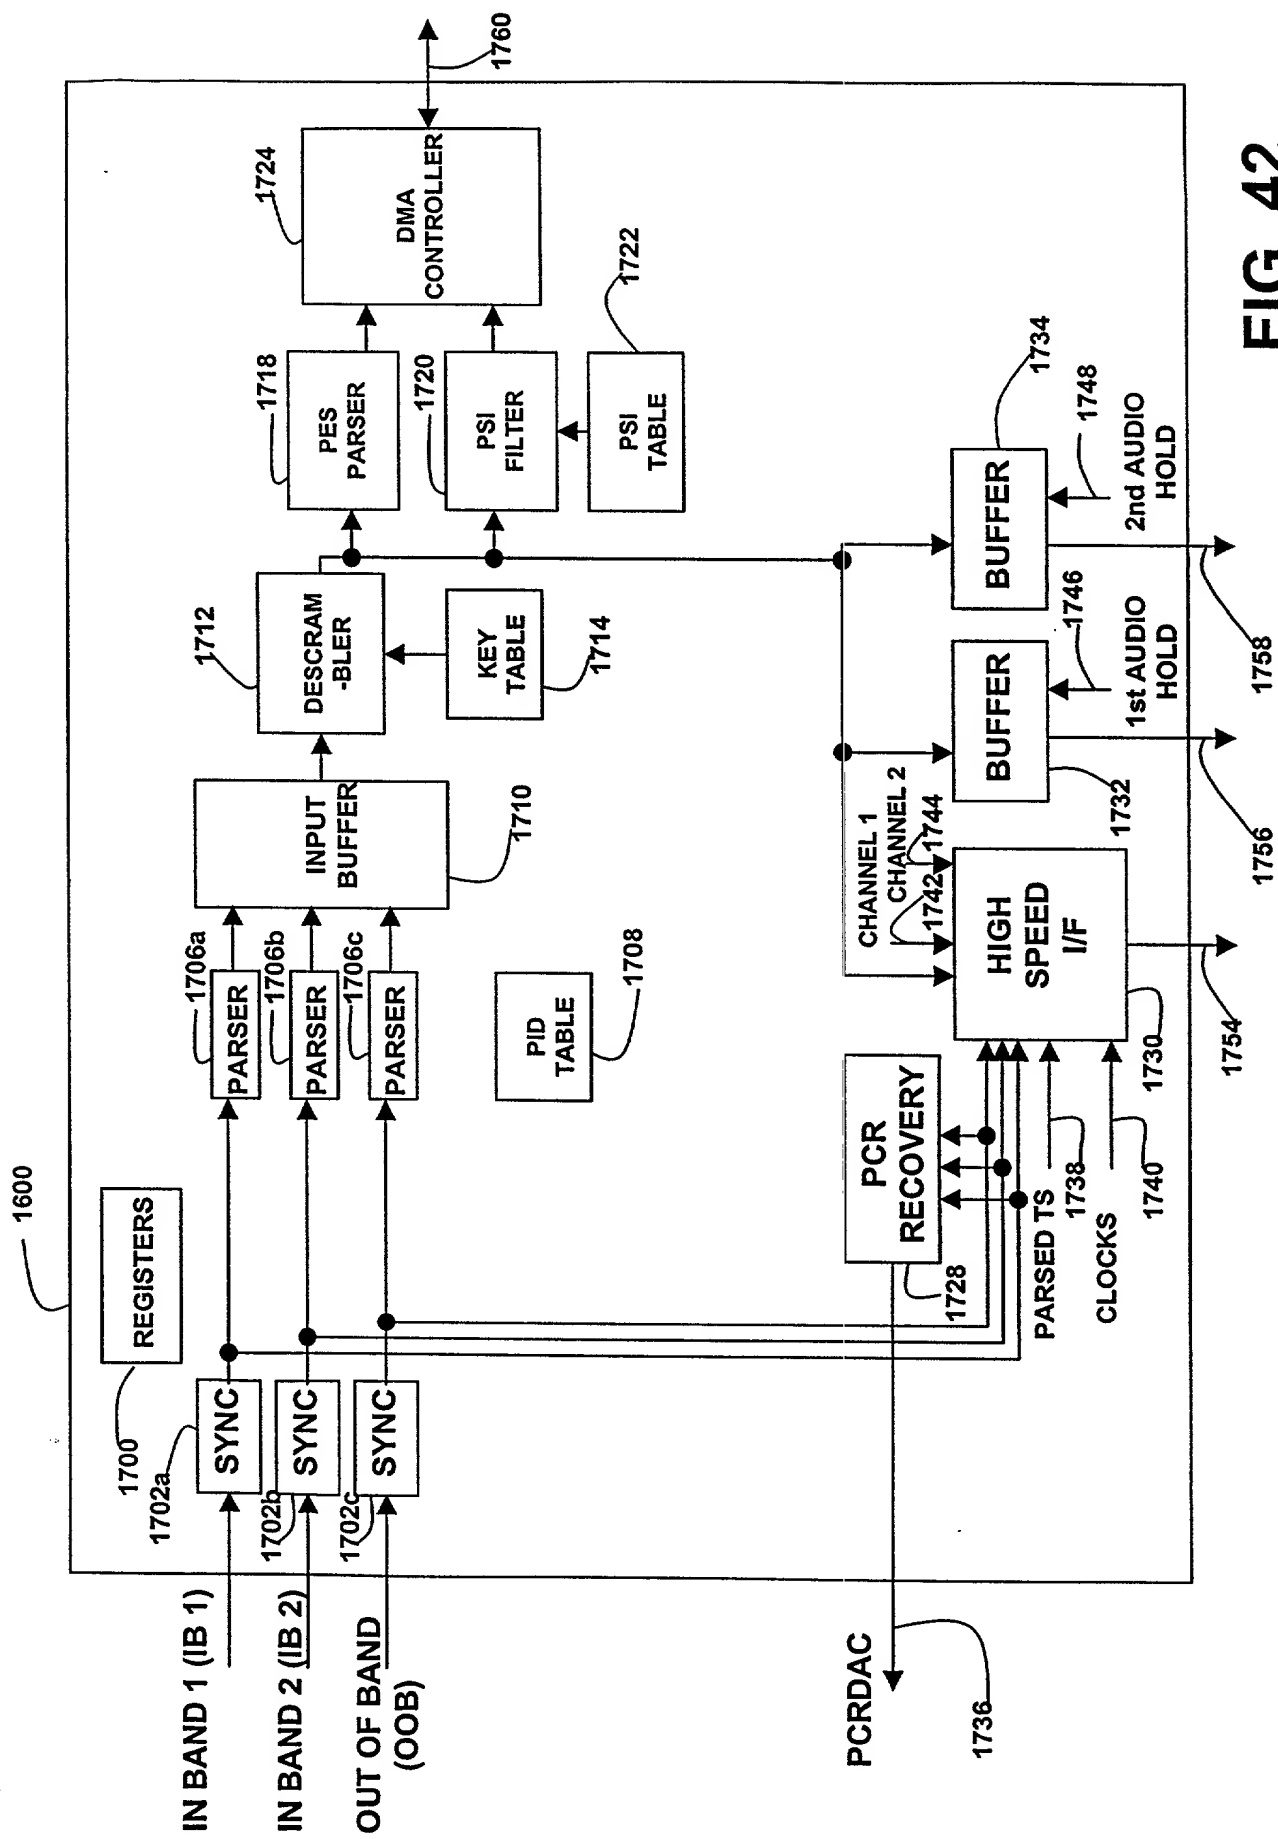 1600
1700
REGISTERS
IN BAND 1 (IB 1)
1702a
SYNC
IN BAND 2 (IB 2)
1702b
SYNC
OUT OF BAND
(OOB)
1702c
SYNC
1706a
PARSER
1706b
PARSER
1706c
PARSER
PID
TABLE
1708
INPUT
BUFFER
1710
1712
DESCRAM
-BLER
KEY
TABLE
1714
1718
PES
PARSER
1720
PSI
FILTER
PSI
TABLE
1722
1724
DMA
CONTROLLER
1760
PCRDAC
1736
PCR
RECOVERY
1728
PARSED TS
1738
CLOCKS
1740
CHANNEL 1
1742
CHANNEL 2
1744
HIGH
SPEED
I/F
1730
1754
BUFFER
1732
1746
1st AUDIO
HOLD
1756
BUFFER
1734
1748
2nd AUDIO
HOLD
1758
FIG. 42